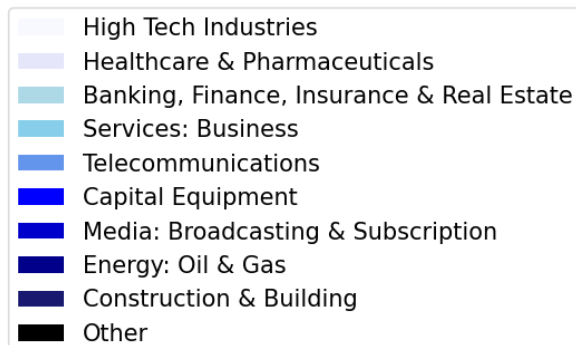 High Tech Industries
Healthcare & Pharmaceuticals
Banking, Finance, Insurance & Real Estate
Services: Business
Telecommunications
Capital Equipment
Media: Broadcasting & Subscription
Energy: Oil & Gas
Construction & Building
Other